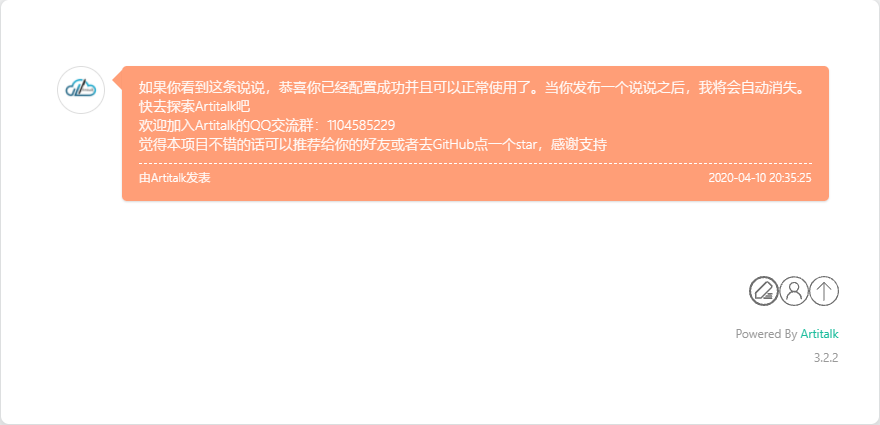 如果你看到这条说说，恭喜你已经配置成功并且可以正常使用了。当你发布一个说说之后，我将会自动消失。
快去探索Artitalk吧
欢迎加入Artitalk的QQ交流群：1104585229
觉得本项目不错的话可以推荐给你的好友或者去GitHub点一个star，感谢支持
由Artitalk发表 2020-04-10 20:35:25
Powered By Artitalk
3.2.2